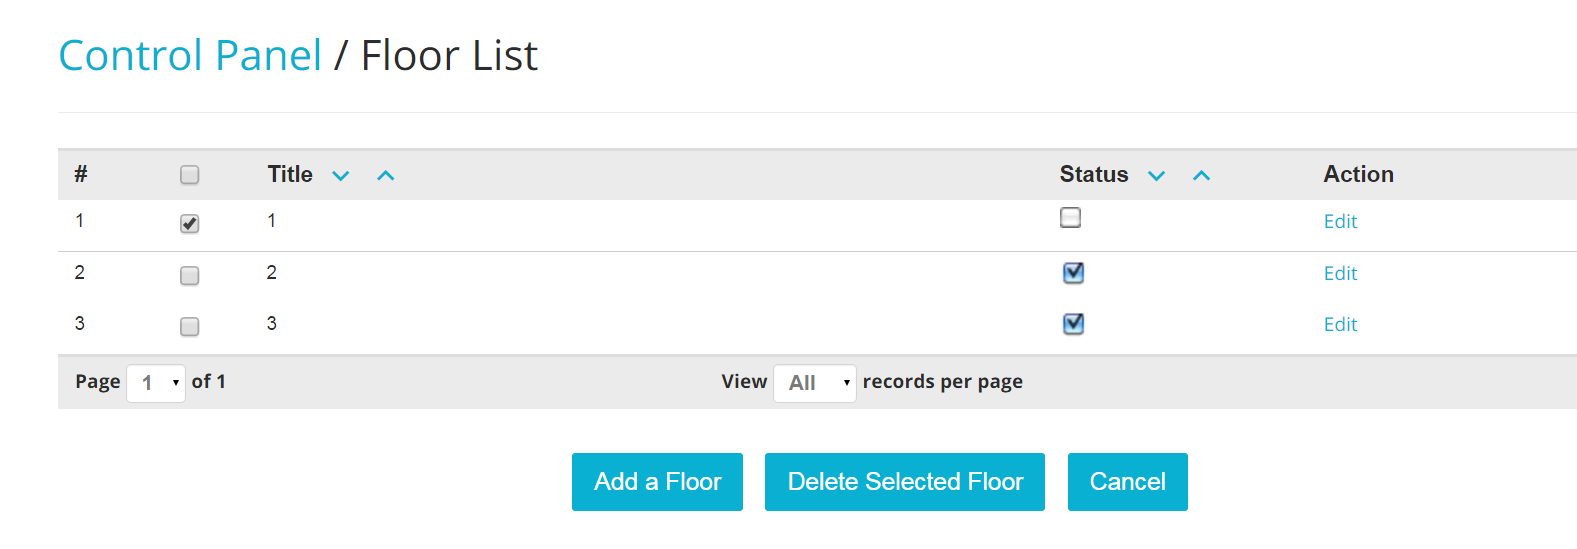 Control Panel / Floor List
# Title Status Action
1 1 Edit
2 2 Edit
3 3 Edit
Page 1 of 1 View All records per page
Add a Floor Delete Selected Floor Cancel